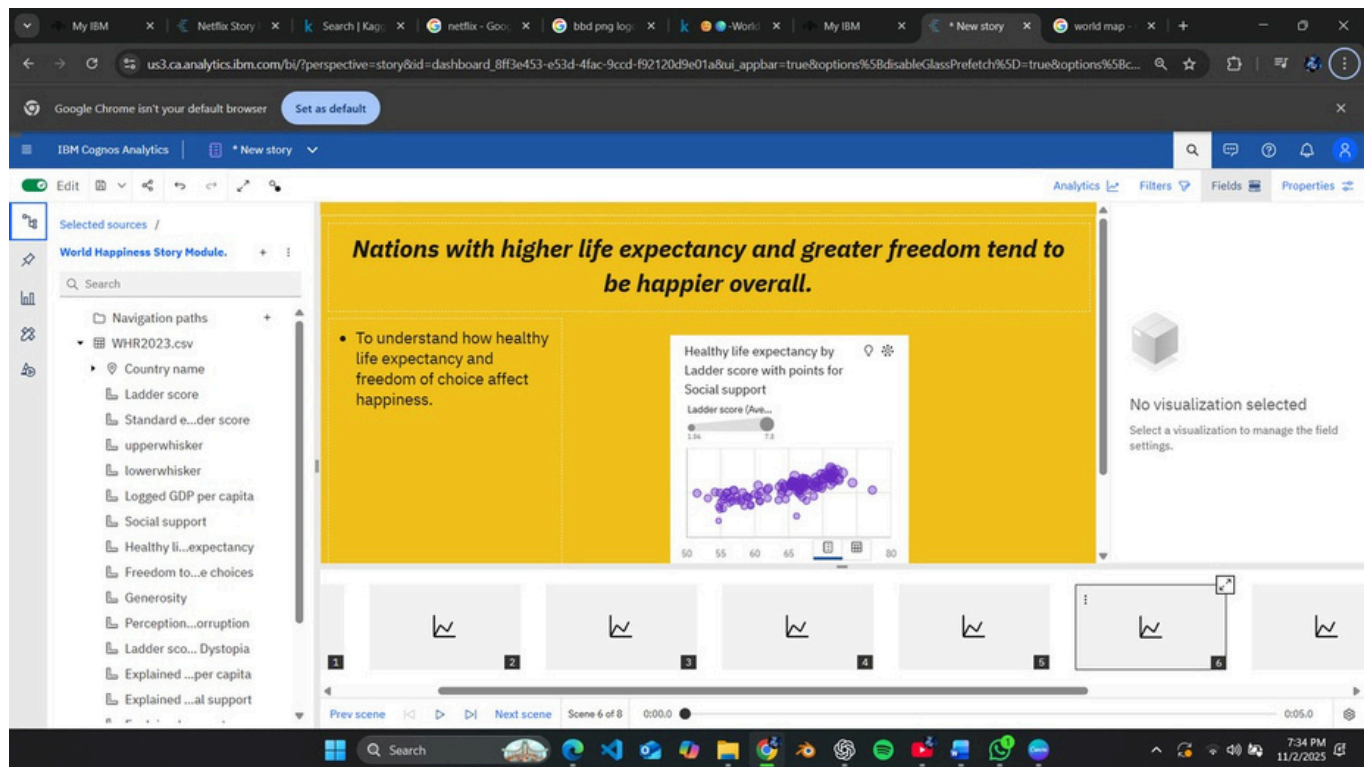 My IBM
Netflix Story
Search | Kagg
netflix - Goo
bbd png log
-World
My IBM
* New story
world map -
us3.ca.analytics.ibm.com/bi/?perspective=story&id=dashboard_8ff3e453-e53d-4fac-9ccd-f92120d9e01a&ui_appbar=true&options%5BdisableGlassPrefetch%5D=true&options%5Bc...
Google Chrome isn't your default browser
Set as default
IBM Cognos Analytics
* New story
Edit
Analytics
Filters
Fields
Properties
Selected sources /
World Happiness Story Module.
Search
Navigation paths
WHR2023.csv
Country name
Ladder score
Standard e...der score
upperwhisker
lowerwhisker
Logged GDP per capita
Social support
Healthy li...expectancy
Freedom to...e choices
Generosity
Perception...orruption
Ladder sco... Dystopia
Explained ...per capita
Explained ...al support
Nations with higher life expectancy and greater freedom tend to
be happier overall.
• To understand how healthy
life expectancy and
freedom of choice affect
happiness.
Healthy life expectancy by
Ladder score with points for
Social support
Ladder score (Ave...
1.86 7.8
50 55 60 65 80
No visualization selected
Select a visualization to manage the field
settings.
1 2 3 4 5 6
Prev scene
Next scene
Scene 6 of 8
0:00.0
0:05.0
Search
7:34 PM
11/2/2025